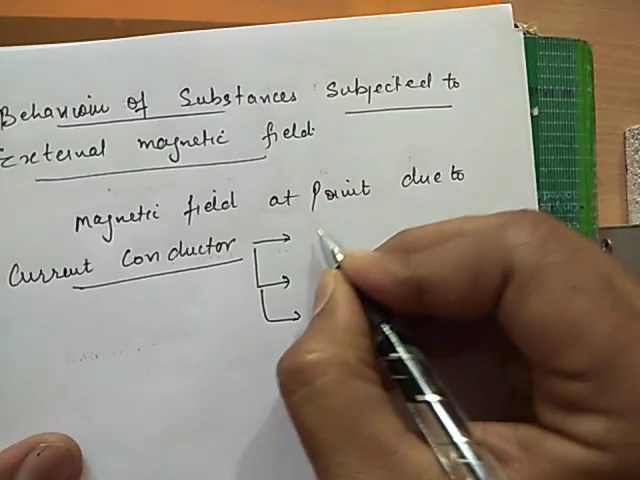 Behaviour of Substances Subjected to
External magnetic field.
magnetic field at point due to
Current Conductor